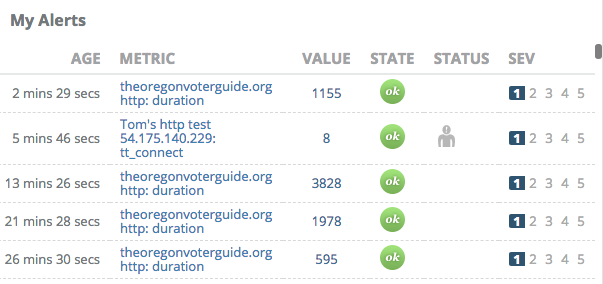 My Alerts
AGE METRIC VALUE STATE STATUS SEV
2 mins 29 secs theoregonvoterguide.org 1155 ok 1 2 3 4 5
http: duration
5 mins 46 secs Tom's http test 8 ok 1 2 3 4 5
54.175.140.229:
tt_connect
13 mins 26 secs theoregonvoterguide.org 3828 ok 1 2 3 4 5
http: duration
21 mins 28 secs theoregonvoterguide.org 1978 ok 1 2 3 4 5
http: duration
26 mins 30 secs theoregonvoterguide.org 595 ok 1 2 3 4 5
http: duration